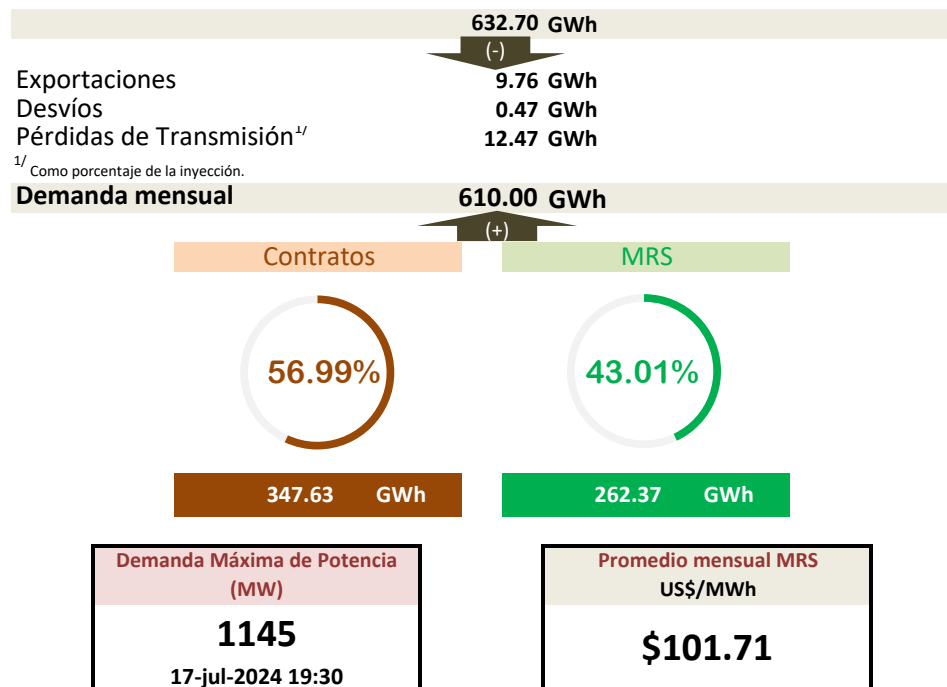 632.70 GWh
(-)
Exportaciones 9.76 GWh
Desvíos 0.47 GWh
Pérdidas de Transmisión 1/ 12.47 GWh
1/ Como porcentaje de la inyección.
Demanda mensual 610.00 GWh
(+)
Contratos MRS
56.99% 43.01%
347.63 GWh 262.37 GWh
Demanda Máxima de Potencia
(MW)
1145
17-jul-2024 19:30
Promedio mensual MRS
US$/MWh
$101.71